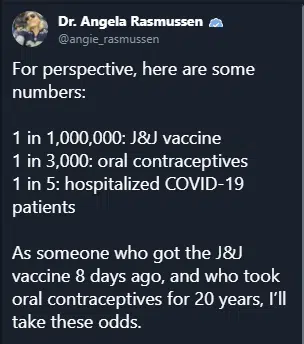 Dr. Angela Rasmussen
@angie_rasmussen
For perspective, here are some
numbers:
1 in 1,000,000: J&J vaccine
1 in 3,000: oral contraceptives
1 in 5: hospitalized COVID-19
patients
As someone who got the J&J
vaccine 8 days ago, and who took
oral contraceptives for 20 years, I'll
take these odds.